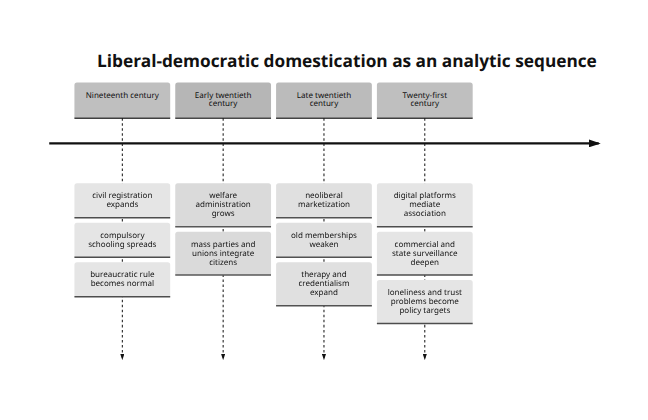 Liberal-democratic domestication as an analytic sequence
Nineteenth century
Early twentieth
century
Late twentieth
century
Twenty-first
century
civil registration
expands
compulsory
schooling spreads
bureaucratic rule
becomes normal
welfare
administration
grows
mass parties and
unions integrate
citizens
neoliberal
marketization
old memberships
weaken
therapy and
credentialism
expand
digital platforms
mediate
association
commercial and
state surveillance
deepen
loneliness and trust
problems become
policy targets